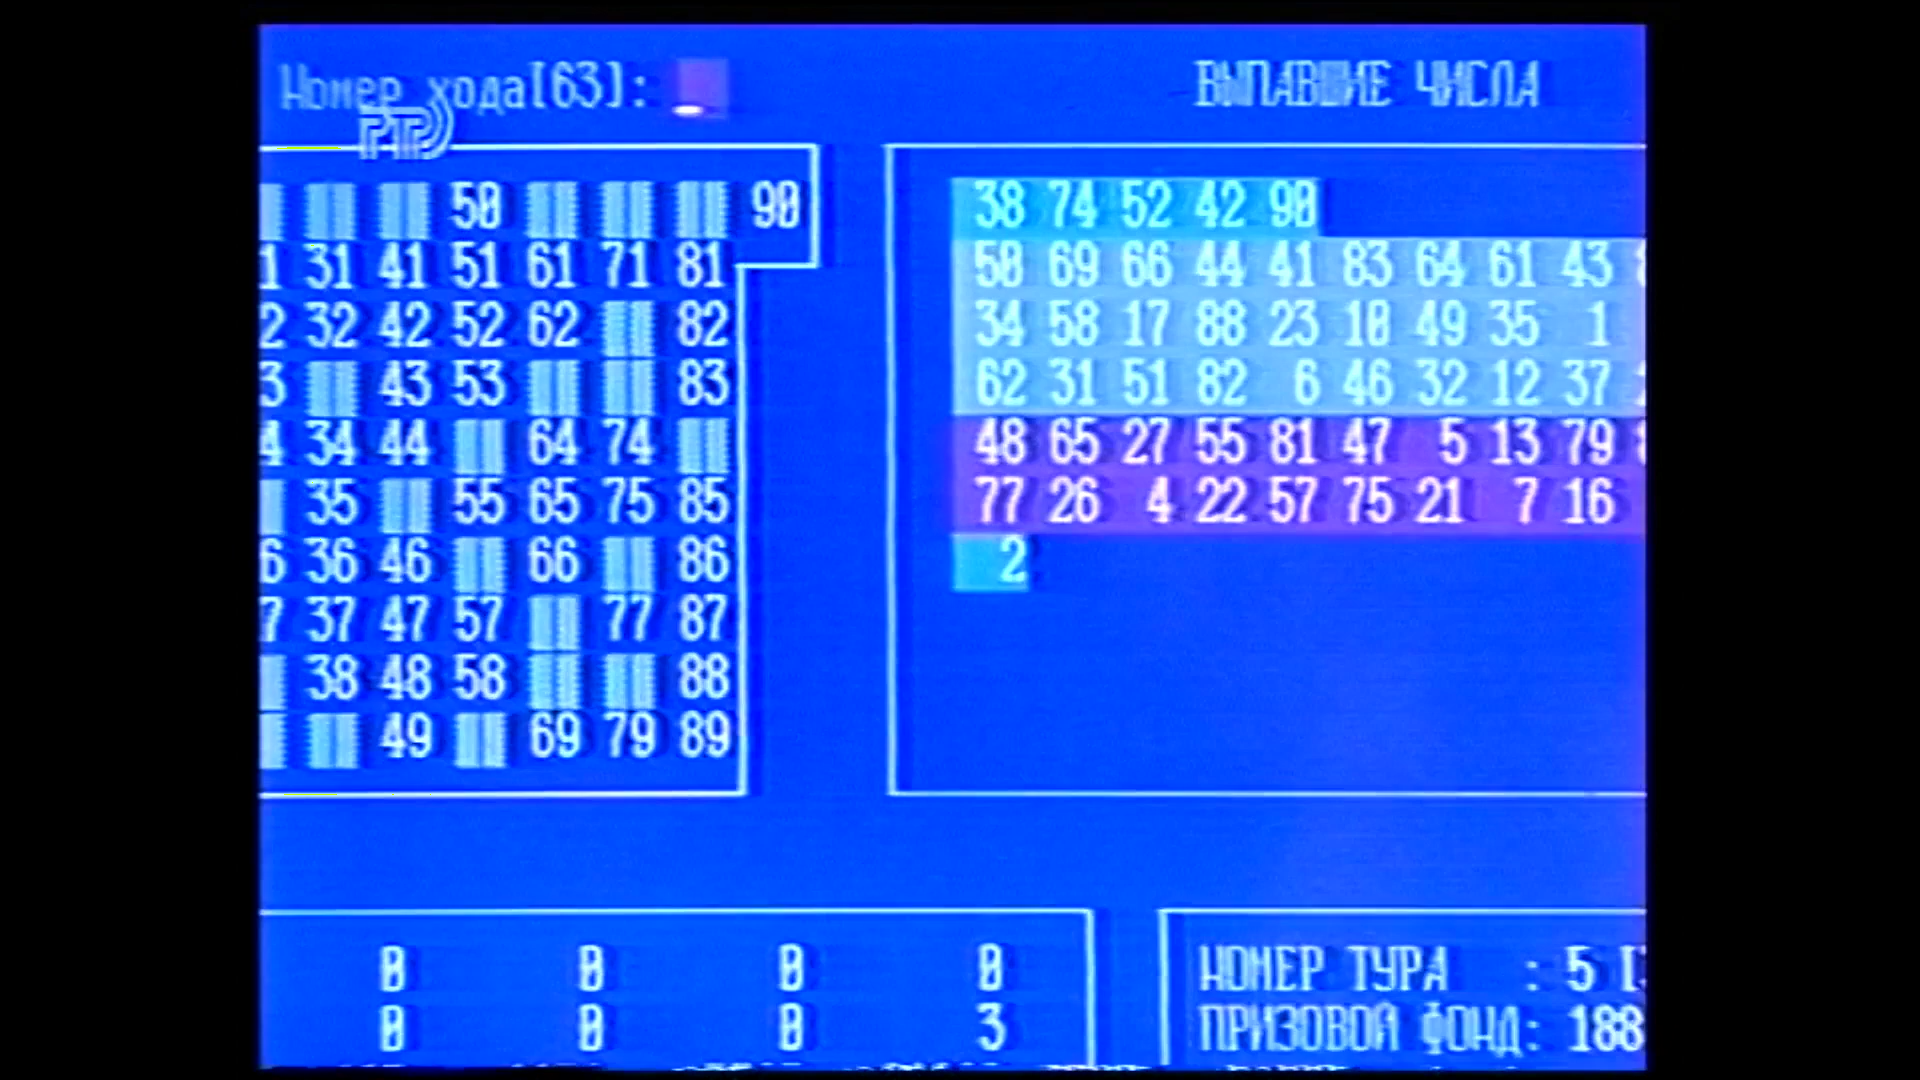 Номер хода[63]:
ВЫПАВШИЕ ЧИСЛА
РТР
50 90
1 31 41 51 61 71 81
2 32 42 52 62 82
3 43 53 83
4 34 44 64 74
35 55 65 75 85
6 36 46 66 86
7 37 47 57 77 87
38 48 58 88
49 69 79 89
38 74 52 42 90
50 69 66 44 41 83 64 61 43
34 58 17 88 23 10 49 35 1
62 31 51 82 6 46 32 12 37
48 65 27 55 81 47 5 13 79
77 26 4 22 57 75 21 7 16
2
0 0 0 0
0 0 0 3
НОМЕР ТУРА : 5 [
ПРИЗОВОЙ ФОНД: 188